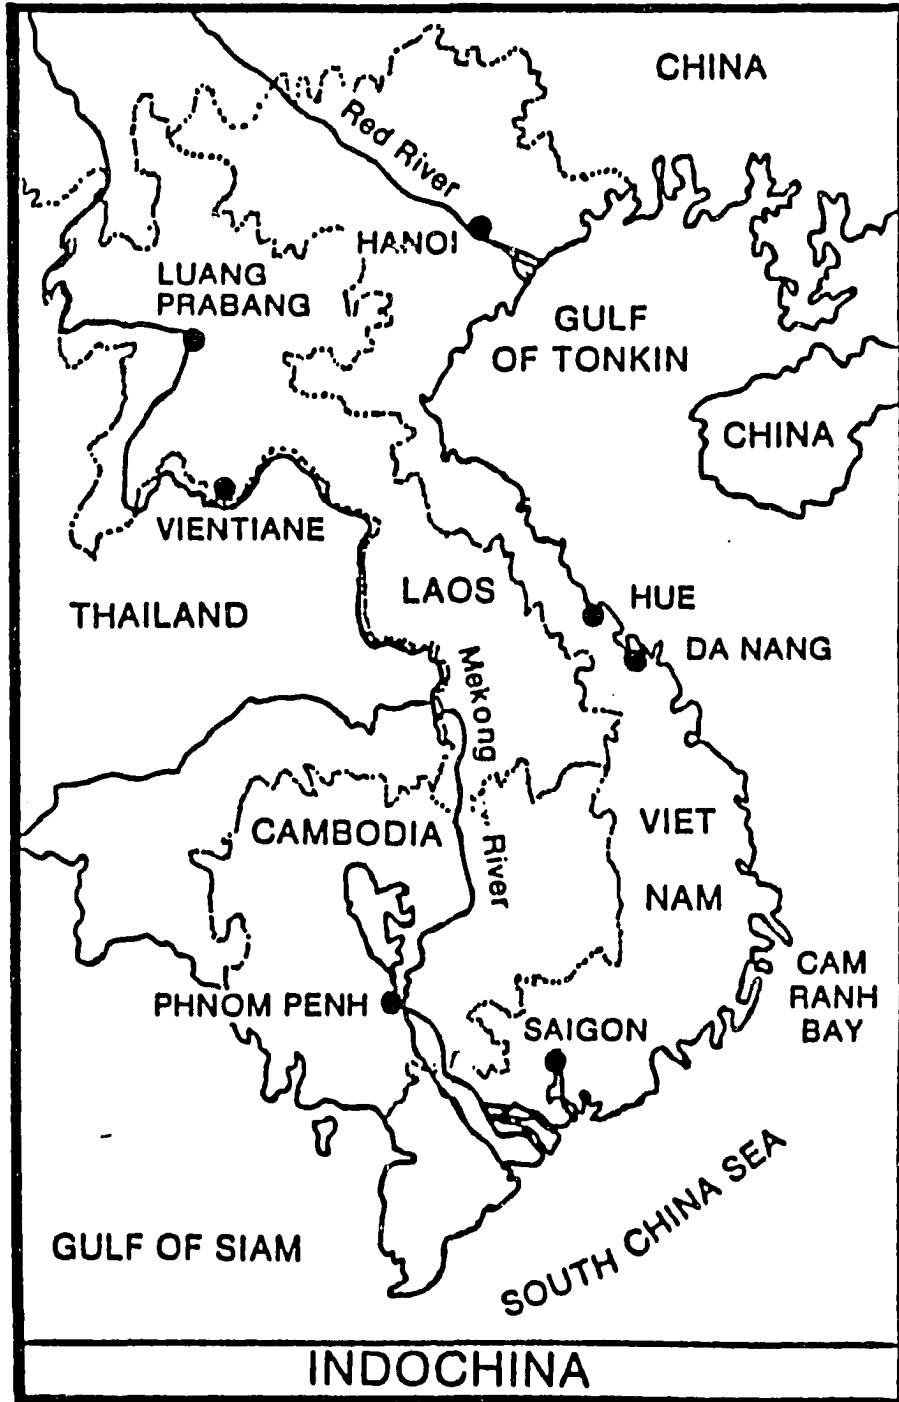 CHINA
Red River
HANOI
LUANG
PRABANG
GULF
OF TONKIN
CHINA
VIENTIANE
LAOS
HUE
THAILAND
DA NANG
Mekong
River
CAMBODIA
VIET
NAM
CAM
RANH
BAY
PHNOM PENH
SAIGON
SOUTH CHINA SEA
GULF OF SIAM
INDOCHINA